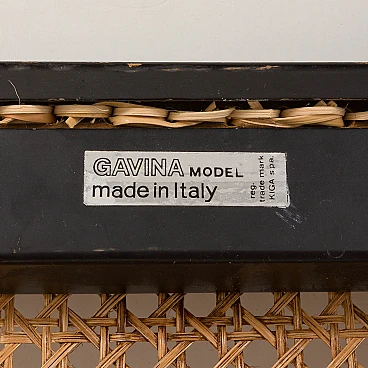 GAVINA MODEL
made in Italy
reg.
trade mark
KIGA s.p.a.